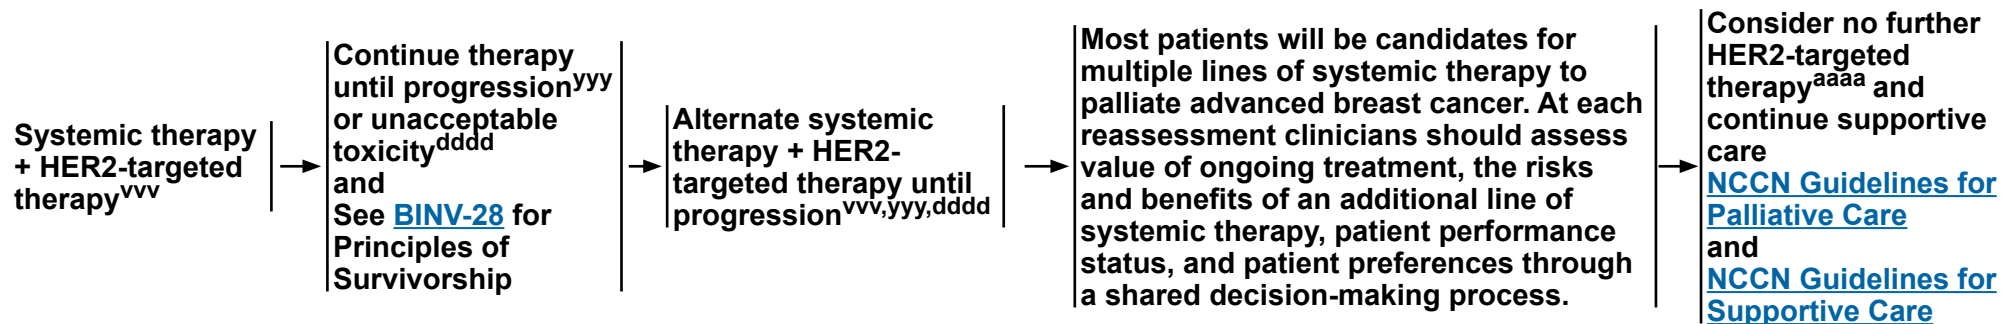 Systemic therapy
+ HER2-targeted
therapyvvv
Continue therapy
until progressionyyy
or unacceptable
toxicitydddd
and
See BINV-28 for
Principles of
Survivorship
Alternate systemic
therapy + HER2-
targeted therapy until
progressionvvv,yyy,dddd
Most patients will be candidates for
multiple lines of systemic therapy to
palliate advanced breast cancer. At each
reassessment clinicians should assess
value of ongoing treatment, the risks
and benefits of an additional line of
systemic therapy, patient performance
status, and patient preferences through
a shared decision-making process.
Consider no further
HER2-targeted
therapyaaaa and
continue supportive
care
NCCN Guidelines for
Palliative Care
and
NCCN Guidelines for
Supportive Care